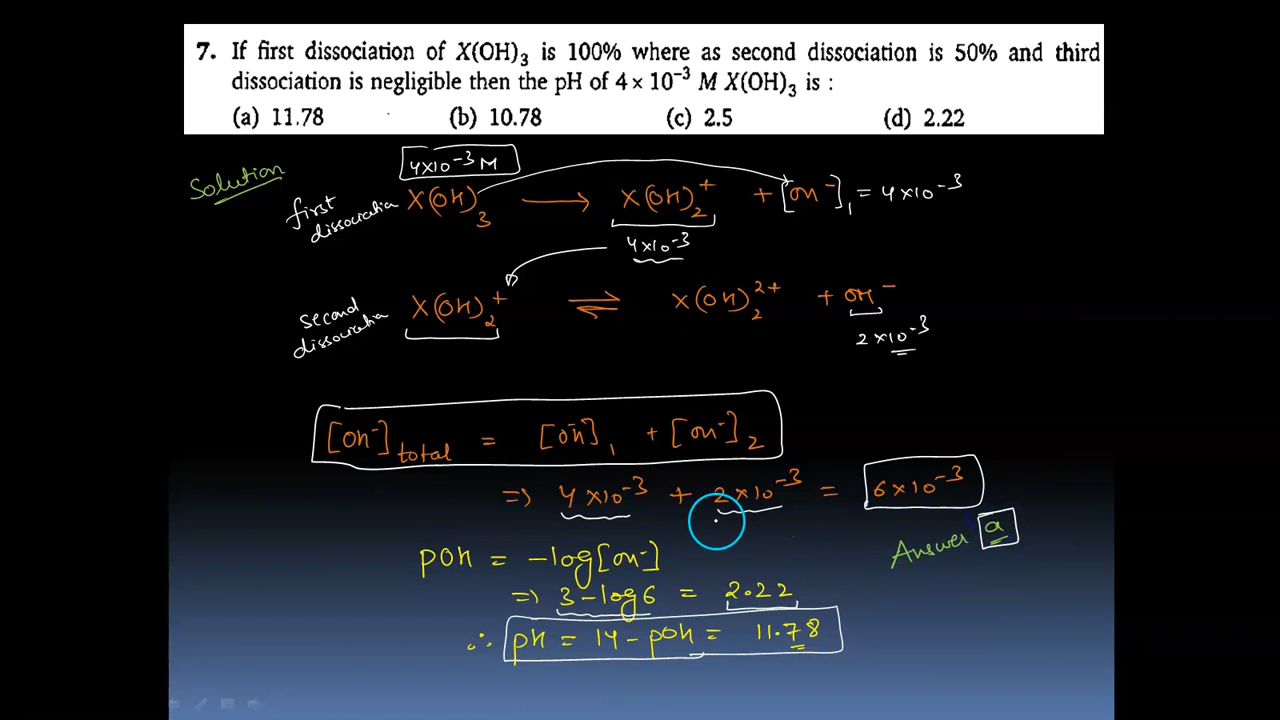 7. If first dissociation of X(OH)₃ is 100% where as second dissociation is 50% and third
dissociation is negligible then the pH of 4 × 10⁻³ M X(OH)₃ is :
(a) 11.78 (b) 10.78 (c) 2.5 (d) 2.22
Solution
4×10⁻³ M
first dissociation X(OH)₃ ⟶ X(OH)₂⁺ + [OH⁻]₁ = 4×10⁻³
4×10⁻³
second dissociation X(OH)₂⁺ ⇌ X(OH)₂²⁺ + OH⁻
2×10⁻³
[OH⁻]total = [OH⁻]₁ + [OH⁻]₂
⇒ 4×10⁻³ + 2×10⁻³ = 6×10⁻³
Answer a
pOH = -log[OH⁻]
⇒ 3-log6 = 2.22
∴ pH = 14 - pOH = 11.78